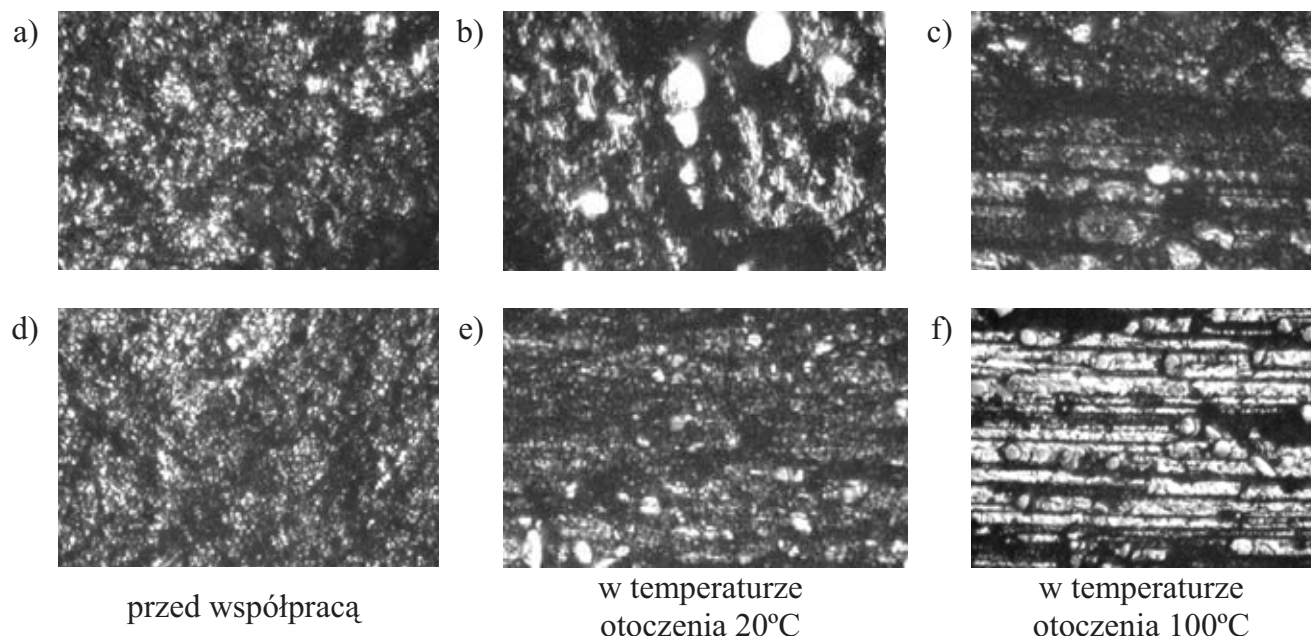 a)
b)
c)
d)
e)
f)
przed współpracą
w temperaturze
otoczenia 20ºC
w temperaturze
otoczenia 100ºC